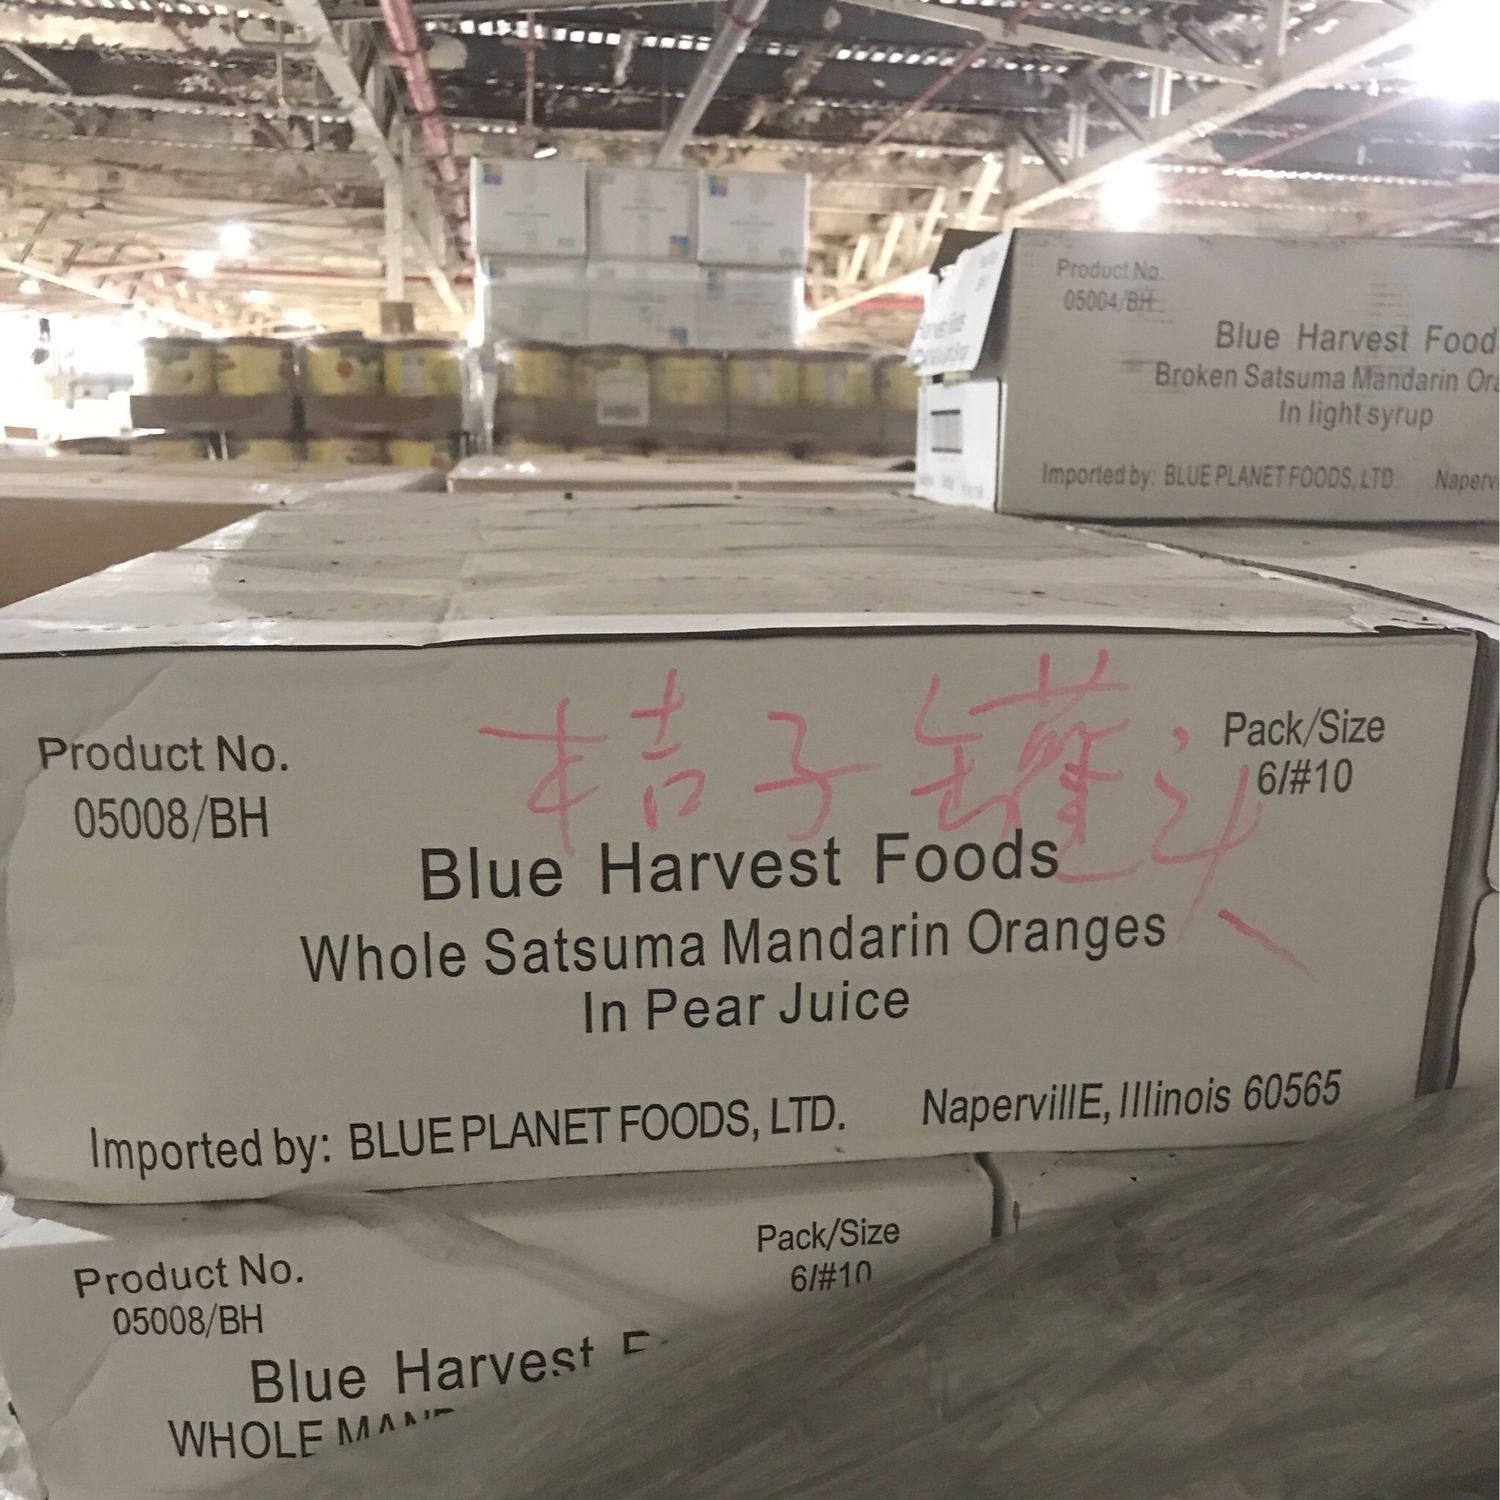 Product No.
05004/BH
Blue Harvest Food
Broken Satsuma Mandarin Ora
In light syrup
Imported by: BLUE PLANET FOODS, LTD.
Naperv
桔子罐头
Product No.
05008/BH
Pack/Size
6/#10
Blue Harvest Foods
Whole Satsuma Mandarin Oranges
In Pear Juice
Imported by: BLUE PLANET FOODS, LTD.
NapervillE, Illinois 60565
Product No.
05008/BH
Pack/Size
6/#10
Blue Harvest F
WHOLE MAND